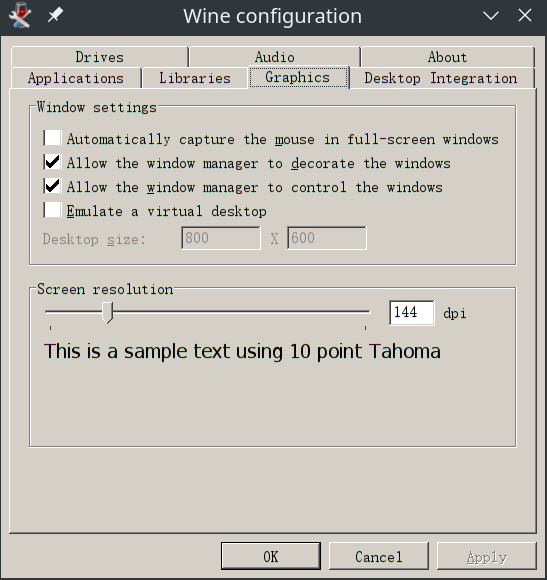 Wine configuration
Drives Audio About
Applications Libraries Graphics Desktop Integration
Window settings
Automatically capture the mouse in full-screen windows
Allow the window manager to decorate the windows
Allow the window manager to control the windows
Emulate a virtual desktop
Desktop size: 800 X 600
Screen resolution
144 dpi
This is a sample text using 10 point Tahoma
OK Cancel Apply